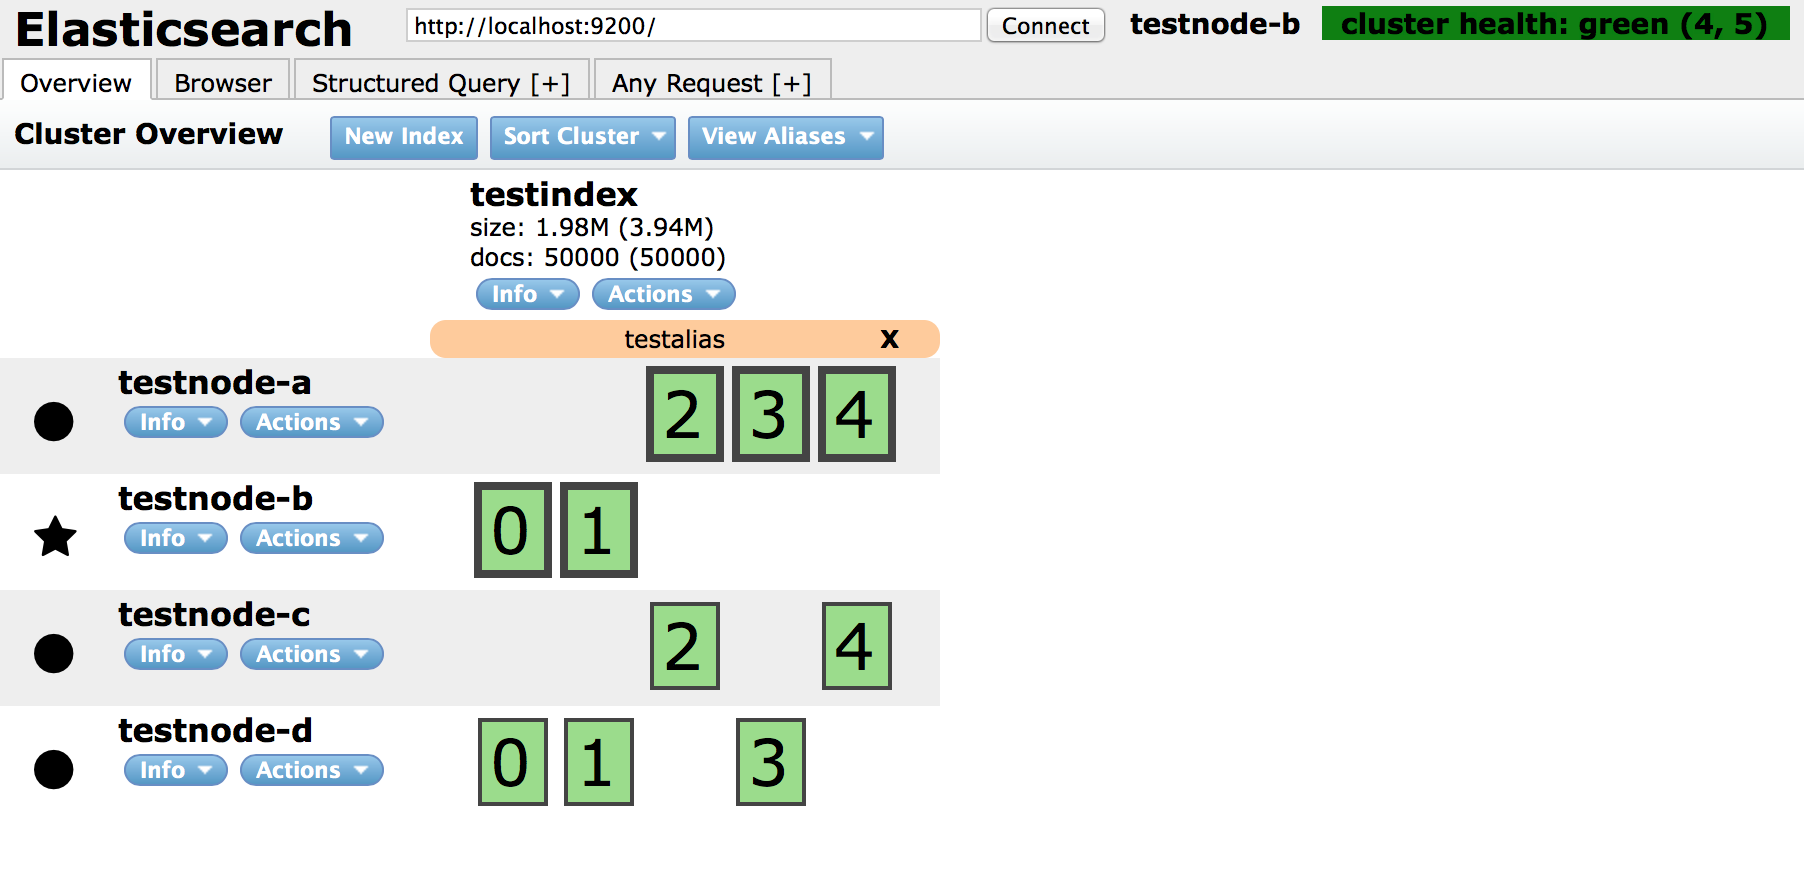 Elasticsearch http://localhost:9200/ Connect testnode-b cluster health: green (4, 5)
Overview Browser Structured Query [+] Any Request [+]
Cluster Overview New Index Sort Cluster View Aliases
testindex
size: 1.98M (3.94M)
docs: 50000 (50000)
Info Actions
testalias X
testnode-a
Info Actions 2 3 4
testnode-b
Info Actions 0 1
testnode-c
Info Actions 2 4
testnode-d
Info Actions 0 1 3